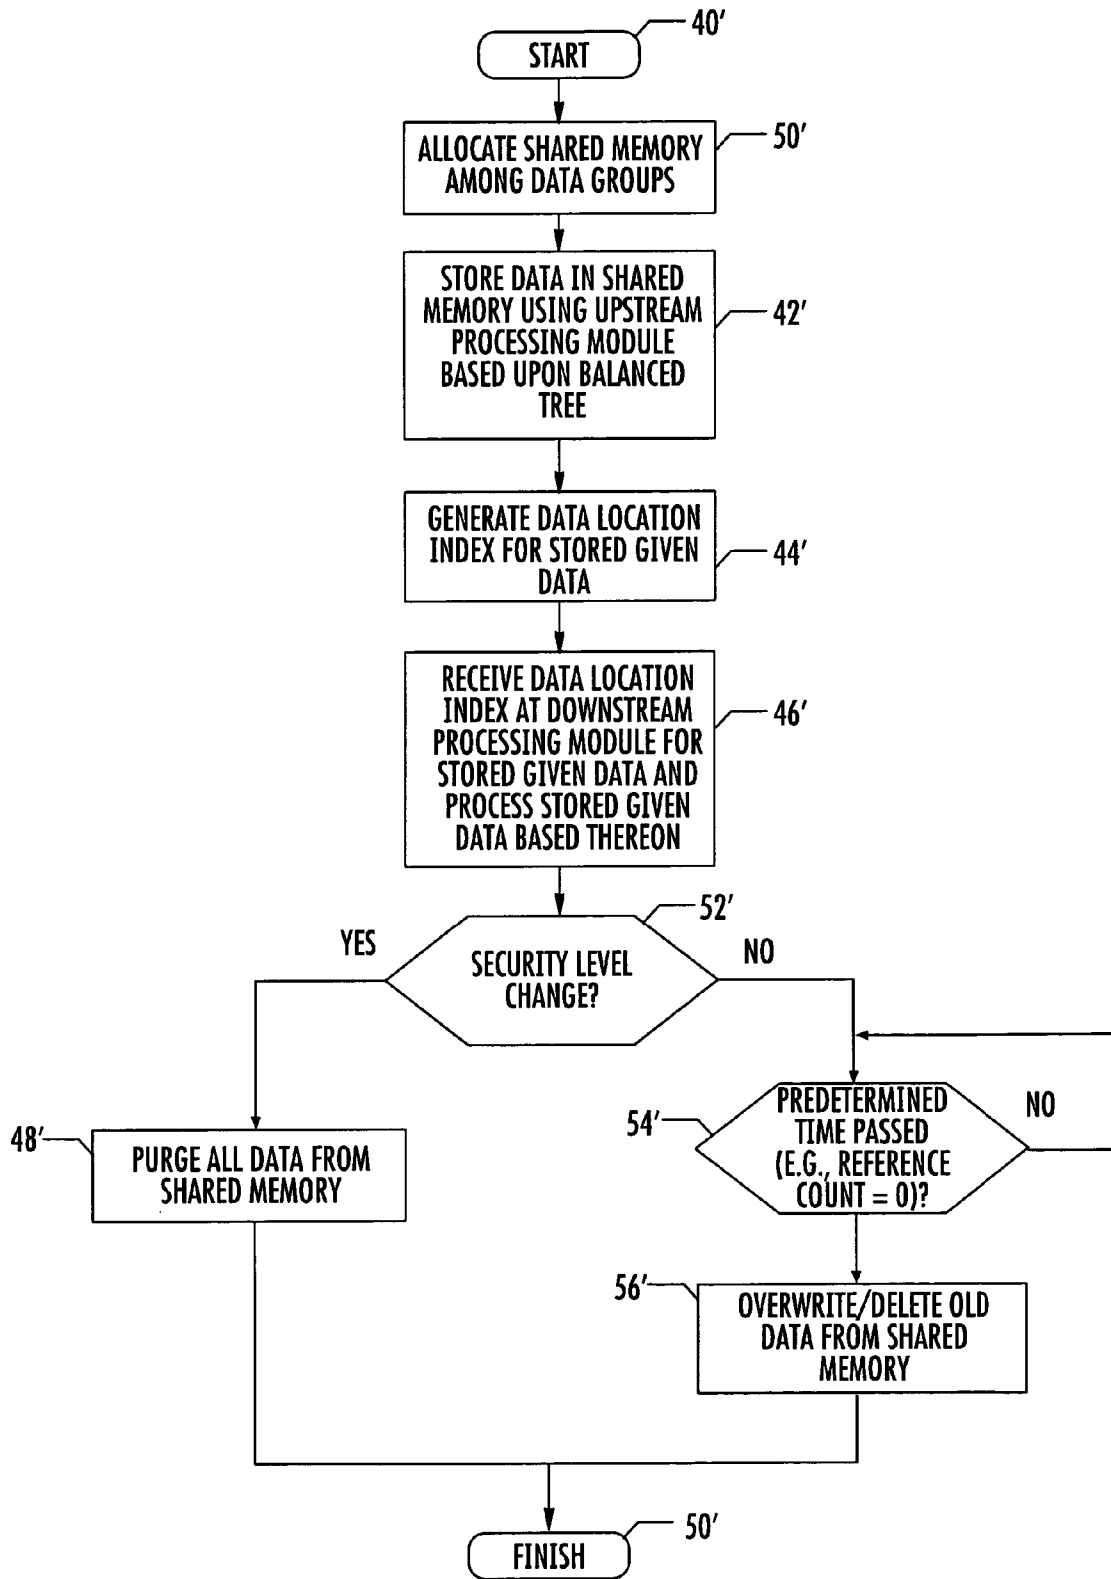 40'
START
50'
ALLOCATE SHARED MEMORY
AMONG DATA GROUPS
STORE DATA IN SHARED
MEMORY USING UPSTREAM
PROCESSING MODULE
BASED UPON BALANCED
TREE
42'
GENERATE DATA LOCATION
INDEX FOR STORED GIVEN
DATA
44'
RECEIVE DATA LOCATION
INDEX AT DOWNSTREAM
PROCESSING MODULE FOR
STORED GIVEN DATA AND
PROCESS STORED GIVEN
DATA BASED THEREON
46'
52'
YES
NO
SECURITY LEVEL
CHANGE?
48'
PURGE ALL DATA FROM
SHARED MEMORY
54'
PREDETERMINED
TIME PASSED
(E.G., REFERENCE
COUNT = 0)?
NO
56'
OVERWRITE/DELETE OLD
DATA FROM SHARED
MEMORY
50'
FINISH